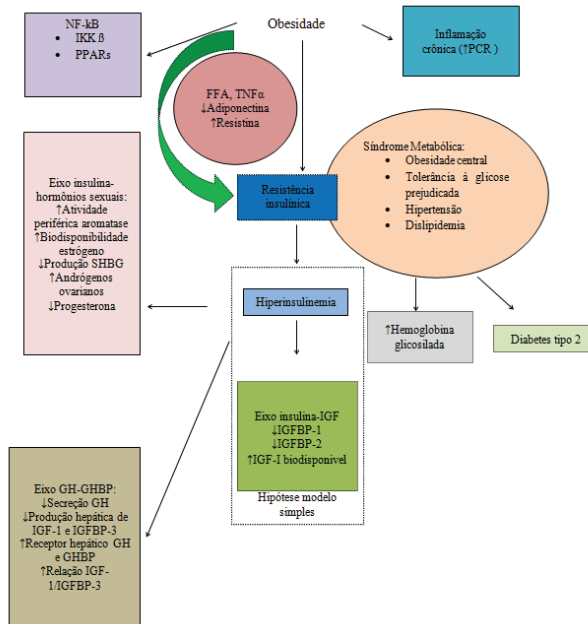 NF-kB
• IKK ß
• PPARs
Obesidade
Inflamação
crônica (↑PCR )
FFA, TNFα
↓Adiponectina
↑Resistina
Eixo insulina-
hormônios sexuais:
↑Atividade
periférica aromatase
↑Biodisponibilidade
estrógeno
↓Produção SHBG
↑Andrógenos
ovarianos
↓Progesterona
Resistência
insulínica
Síndrome Metabólica:
• Obesidade central
• Tolerância à glicose
prejudicada
• Hipertensão
• Dislipidemia
Hiperinsulinemia
↑Hemoglobina
glicosilada
Diabetes tipo 2
Eixo insulina-IGF
↓IGFBP-1
↓IGFBP-2
↑IGF-I biodisponível
Hipótese modelo
simples
Eixo GH-GHBP:
↓Secreção GH
↓Produção hepática de
IGF-1 e IGFBP-3
↑Receptor hepático GH
e GHBP
↑Relação IGF-
1/IGFBP-3